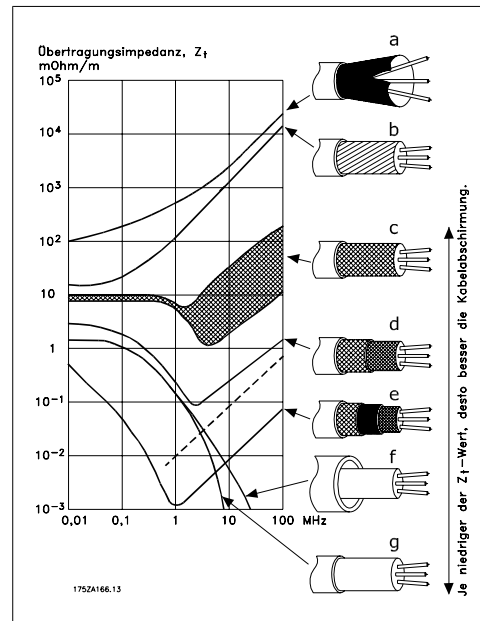 Übertragungsimpedanz, Zₜ
mOhm/m
10⁵
10⁴
10³
10²
10
1
10⁻¹
10⁻²
10⁻³
0,01 0,1 1 10 100 MHz
a
b
c
d
e
f
g
Je niedriger der Zₜ-Wert, desto besser die Kabelabschirmung.
175ZA166.13